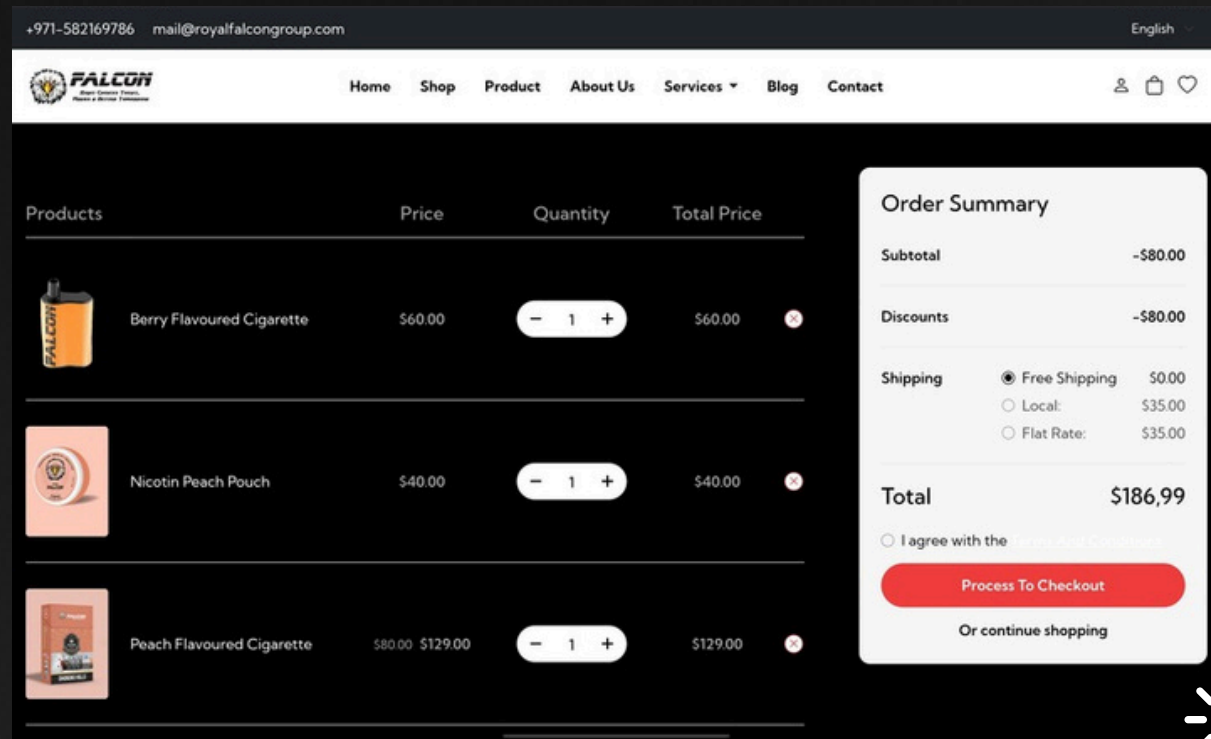 +971-582169786 mail@royalfalcongroup.com English
FALCON
Home Shop Product About Us Services Blog Contact
Products Price Quantity Total Price
FALCON
Berry Flavoured Cigarette $60.00 − 1 + $60.00
Nicotin Peach Pouch $40.00 − 1 + $40.00
Peach Flavoured Cigarette $80.00 $129.00 − 1 + $129.00
Order Summary
Subtotal -$80.00
Discounts -$80.00
Shipping Free Shipping $0.00
Local: $35.00
Flat Rate: $35.00
Total $186,99
I agree with the Terms And Conditions
Process To Checkout
Or continue shopping